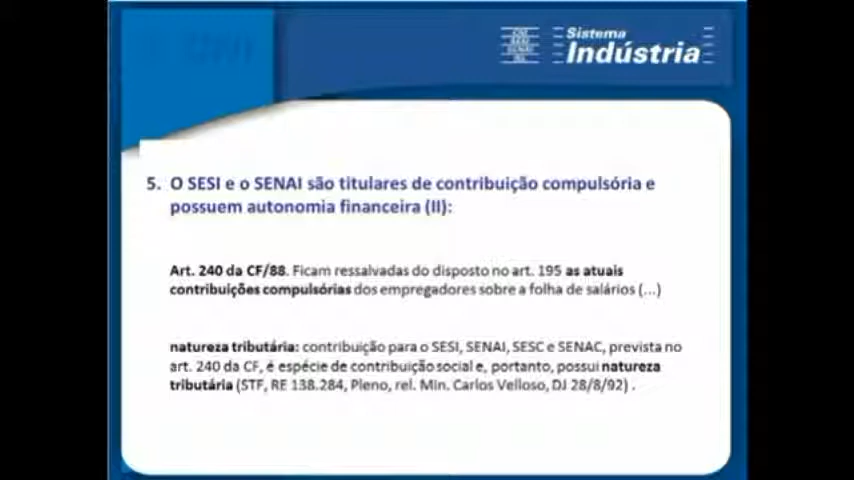 Sistema
Indústria
5. O SESI e o SENAI são titulares de contribuição compulsória e
possuem autonomia financeira (II):
Art. 240 da CF/88. Ficam ressalvadas do disposto no art. 195 as atuais
contribuições compulsórias dos empregadores sobre a folha de salários (...)
natureza tributária: contribuição para o SESI, SENAI, SESC e SENAC, prevista no
art. 240 da CF, é espécie de contribuição social e, portanto, possui natureza
tributária (STF, RE 138.284, Pleno, rel. Min. Carlos Velloso, DJ 28/8/92) .